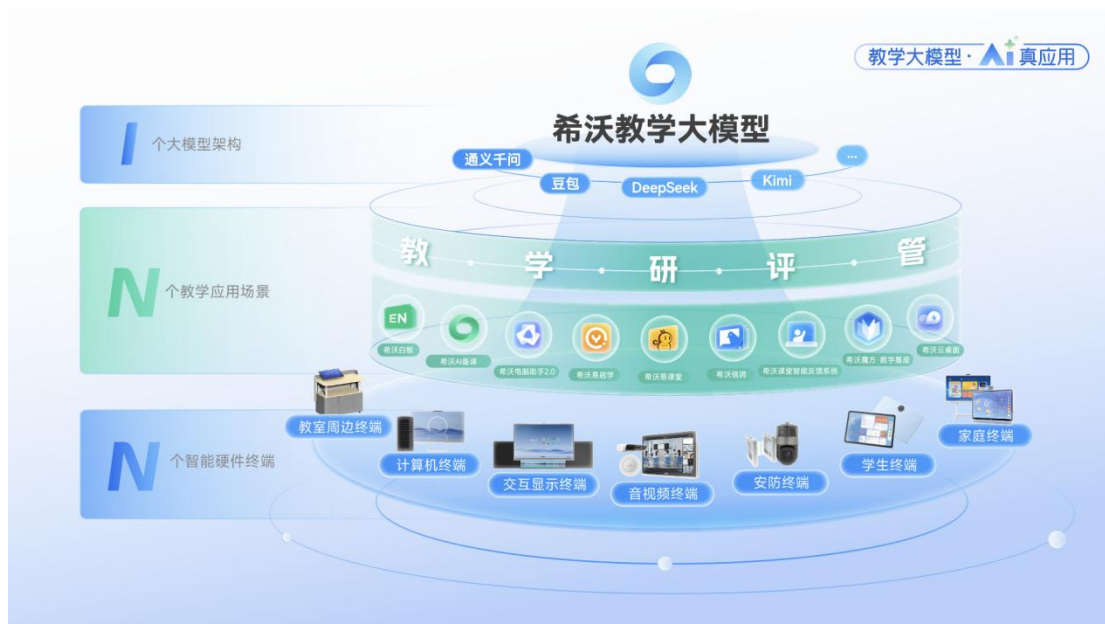 教学大模型·Ai真应用
希沃教学大模型
1个大模型架构
通义千问
豆包
DeepSeek
Kimi
...
N个教学应用场景
教·学·研·评·管
EN
希沃白板
希沃AI备课
希沃电脑助手2.0
希沃易启学
希沃易课堂
希沃信鸽
希沃课堂智能反馈系统
希沃魔方·数字基座
希沃云桌面
N个智能硬件终端
教室周边终端
计算机终端
交互显示终端
音视频终端
安防终端
学生终端
家庭终端